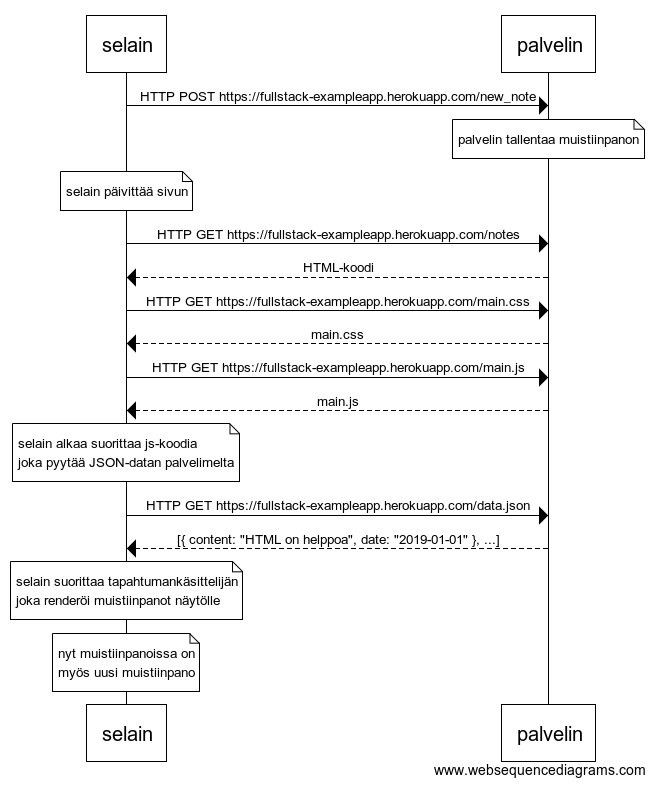 selain
palvelin
HTTP POST https://fullstack-exampleapp.herokuapp.com/new_note
palvelin tallentaa muistiinpanon
selain päivittää sivun
HTTP GET https://fullstack-exampleapp.herokuapp.com/notes
HTML-koodi
HTTP GET https://fullstack-exampleapp.herokuapp.com/main.css
main.css
HTTP GET https://fullstack-exampleapp.herokuapp.com/main.js
main.js
selain alkaa suorittaa js-koodia
joka pyytää JSON-datan palvelimelta
HTTP GET https://fullstack-exampleapp.herokuapp.com/data.json
[{ content: "HTML on helppoa", date: "2019-01-01" }, ...]
selain suorittaa tapahtumankäsittelijän
joka renderöi muistiinpanot näytölle
nyt muistiinpanoissa on
myös uusi muistiinpano
selain
palvelin
www.websequencediagrams.com